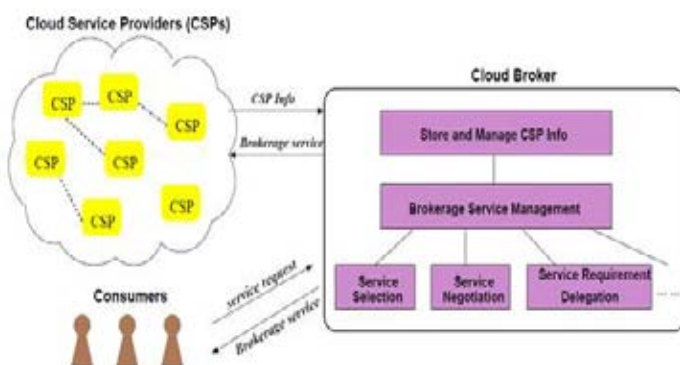 Cloud Service Providers (CSPs)
CSP
CSP
CSP
CSP
CSP
CSP
CSP
CSP Info
Brokerage service
Cloud Broker
Store and Manage CSP Info
Brokerage Service Management
Service
Selection
Service
Negotiation
Service Requirement
Delegation
....
Consumers
service request
Brokerage service